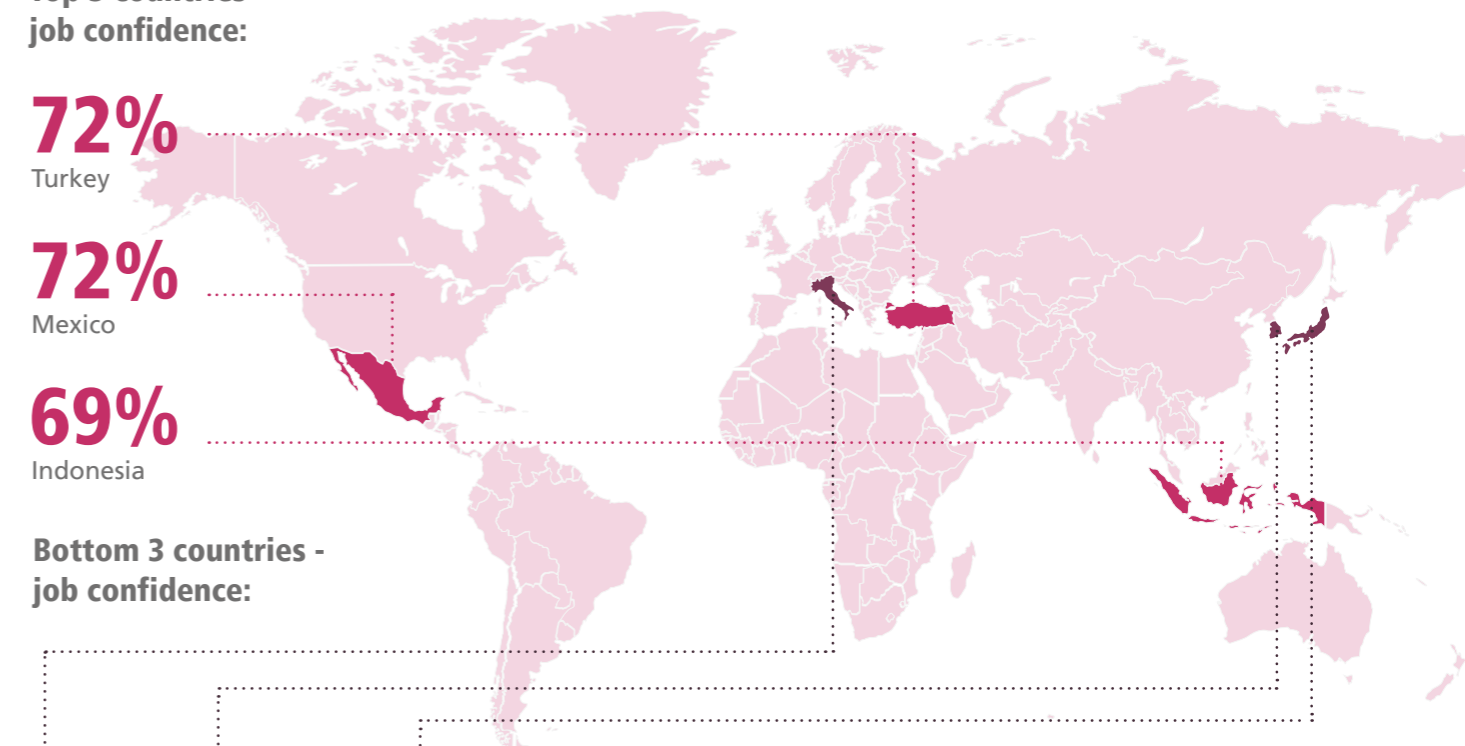 job confidence:
72%
Turkey
72%
Mexico
69%
Indonesia
Bottom 3 countries -
job confidence: